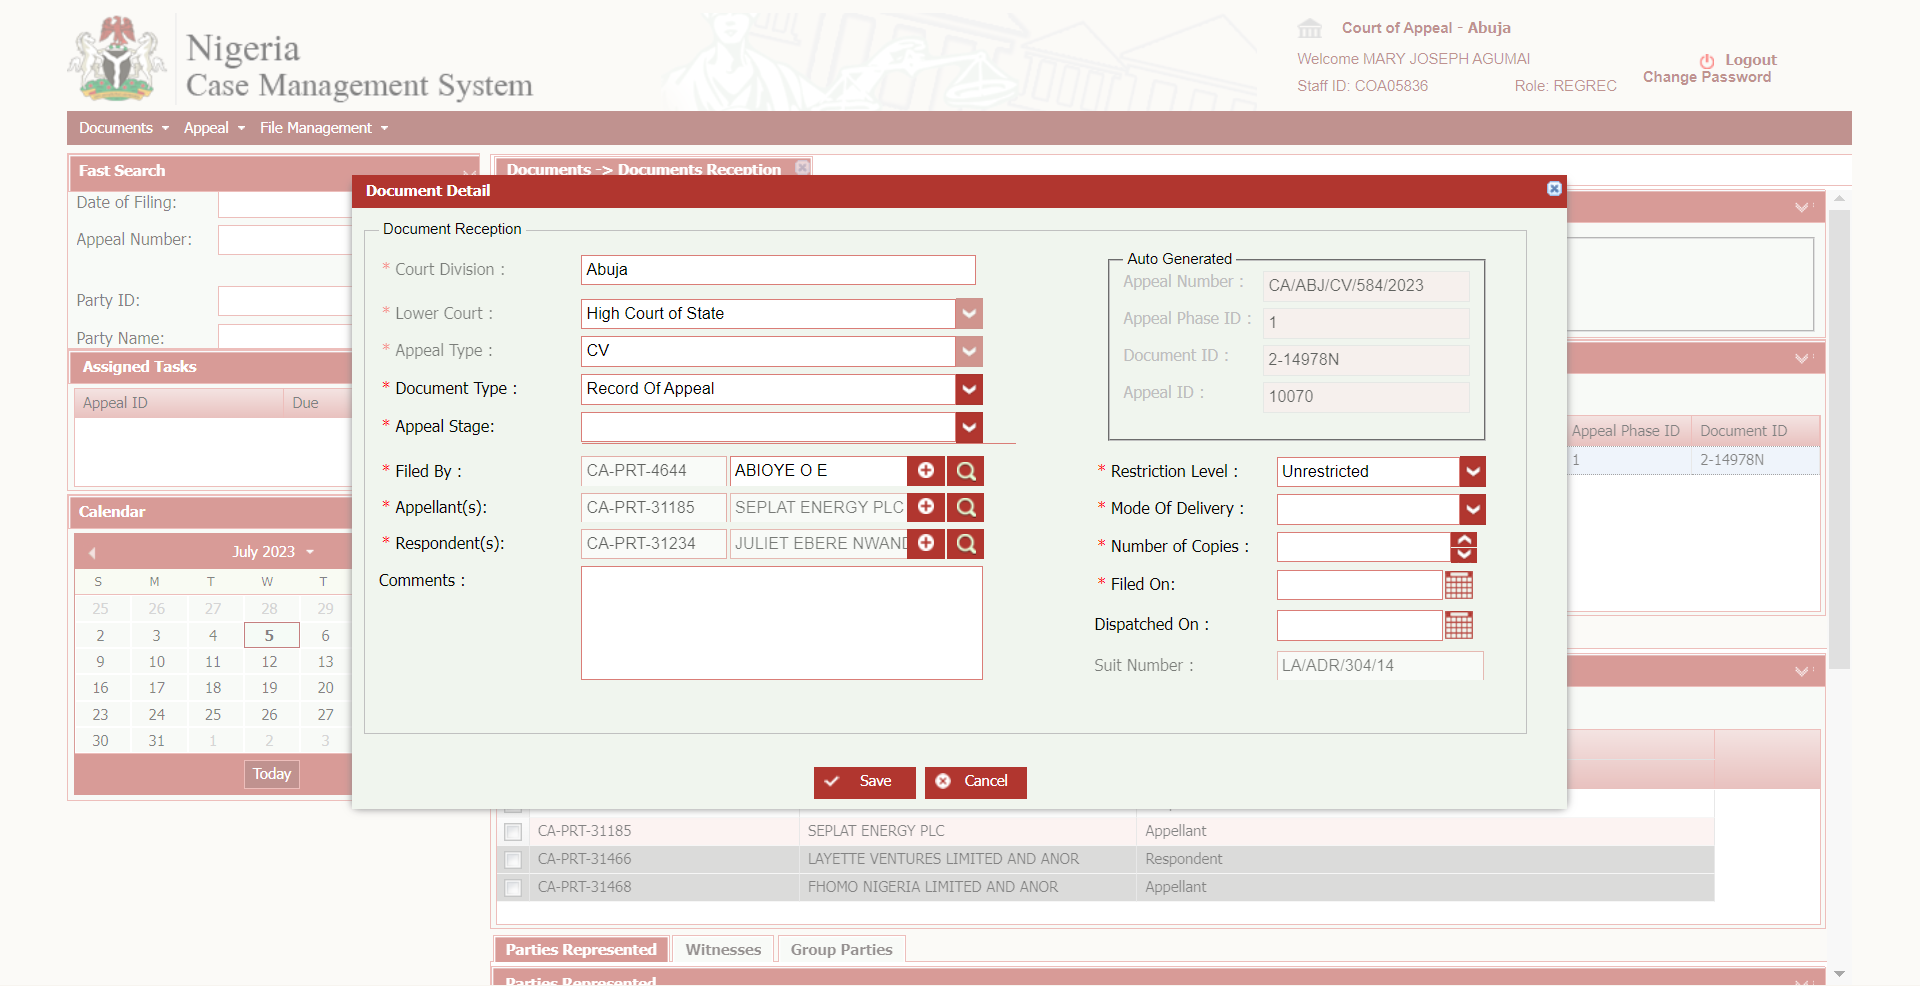 Nigeria
Case Management System
Court of Appeal - Abuja
Welcome MARY JOSEPH AGUMAI
Staff ID: COA05836
Role: REGREC
Logout
Change Password
Documents
Appeal
File Management
Fast Search
Date of Filing:
Appeal Number:
Party ID:
Party Name:
Assigned Tasks
Appeal ID Due
Calendar
July 2023
S M T W T
25 26 27 28 29
2 3 4 5 6
9 10 11 12 13
16 17 18 19 20
23 24 25 26 27
30 31 1 2 3
Today
Documents -> Documents Reception
Document Detail
Document Reception
* Court Division : Abuja
* Lower Court : High Court of State
* Appeal Type : CV
* Document Type : Record Of Appeal
* Appeal Stage:
* Filed By : CA-PRT-4644 ABIOYE O E
* Appellant(s): CA-PRT-31185 SEPLAT ENERGY PLC
* Respondent(s): CA-PRT-31234 JULIET EBERE
Comments :
Auto Generated
Appeal Number : CA/ABJ/CV/584/2023
Appeal Phase ID : 1
Document ID : 2-14978N
Appeal ID : 10070
* Restriction Level : Unrestricted
* Mode Of Delivery :
* Number of Copies :
* Filed On:
Dispatched On :
Suit Number : LA/ADR/304/14
Save
Cancel
Appeal Phase ID Document ID
1 2-14978N
CA-PRT-31185 SEPLAT ENERGY PLC Appellant
CA-PRT-31466 LAYETTE VENTURES LIMITED AND ANOR Respondent
CA-PRT-31468 FHOMO NIGERIA LIMITED AND ANOR Appellant
Parties Represented
Witnesses
Group Parties
Parties Represented